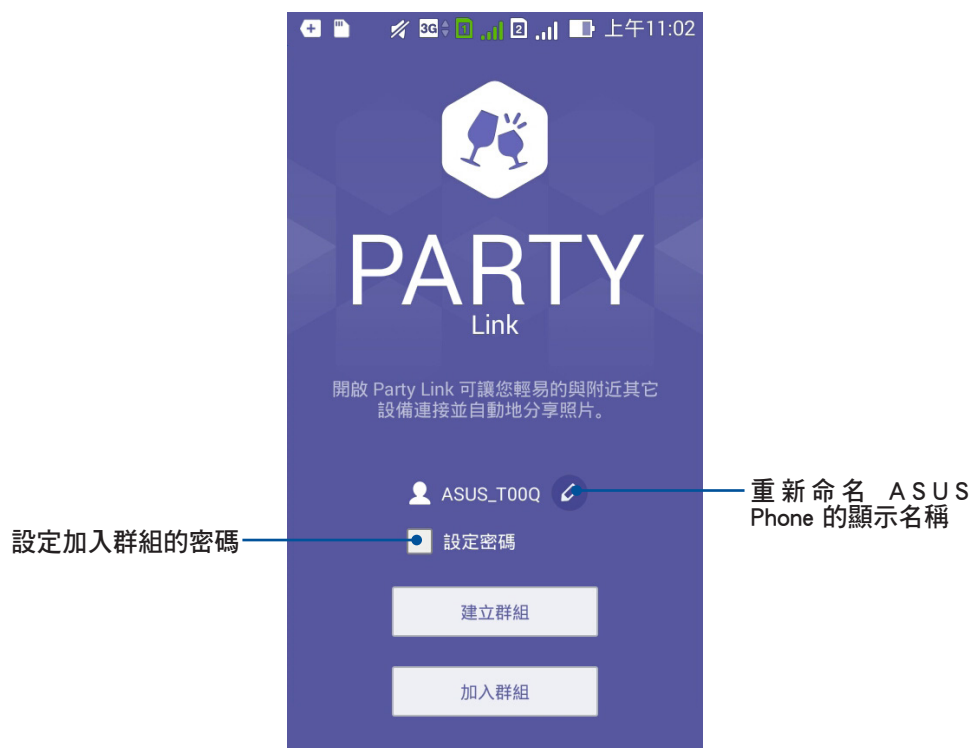 3G 1 2 上午11:02
PARTY
Link
開啟 Party Link 可讓您輕易的與附近其它
設備連接並自動地分享照片。
ASUS_T00Q
重新命名 ASUS
Phone 的顯示名稱
設定加入群組的密碼
設定密碼
建立群組
加入群組